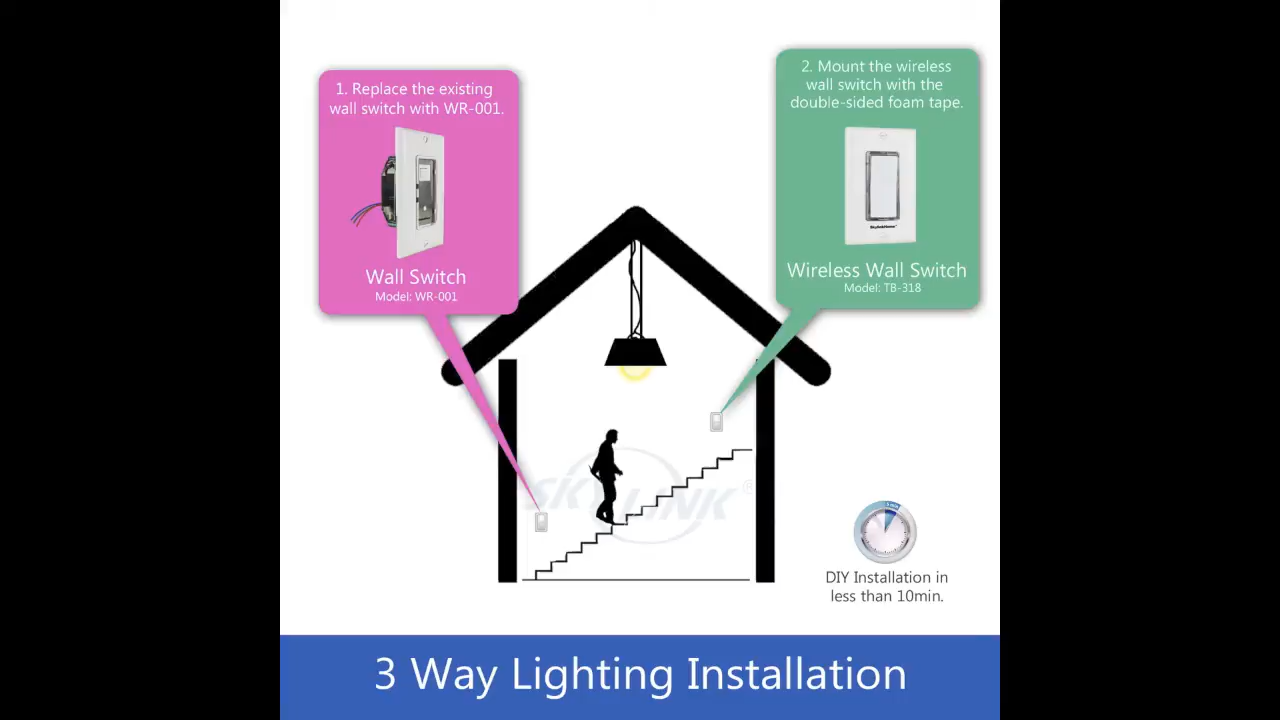 1. Replace the existing
wall switch with WR-001.
Wall Switch
Model: WR-001
2. Mount the wireless
wall switch with the
double-sided foam tape.
SkylinkHome™
Wireless Wall Switch
Model: TB-318
SKYLINK®
DIY Installation in
less than 10min.
3 Way Lighting Installation